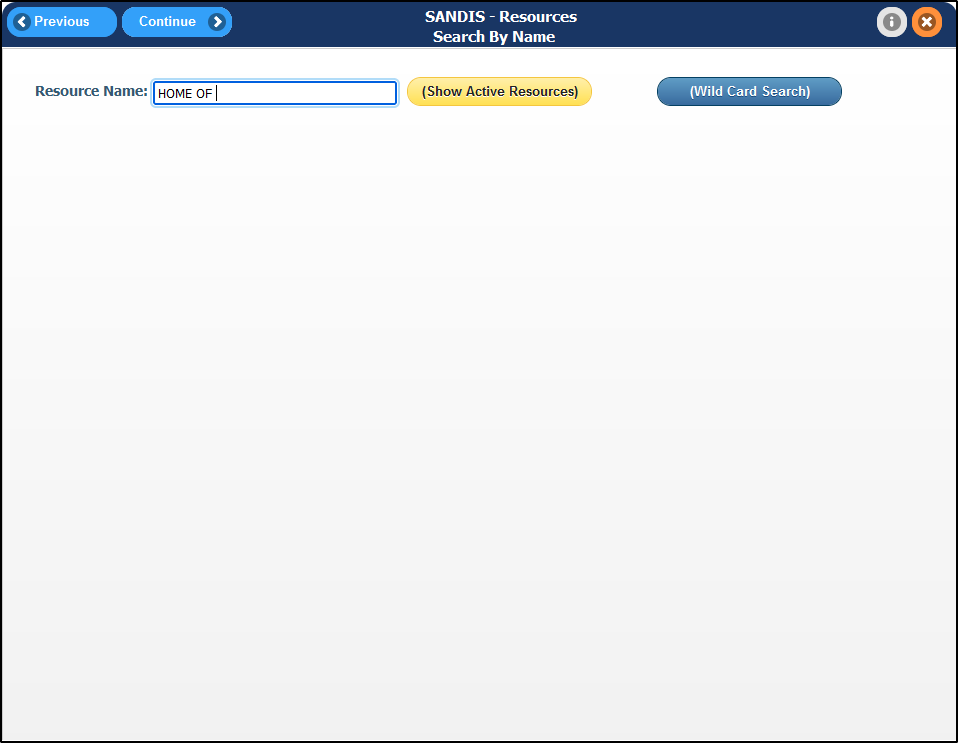 Previous
Continue
SANDIS - Resources
Search By Name
Resource Name:
HOME OF
(Show Active Resources)
(Wild Card Search)